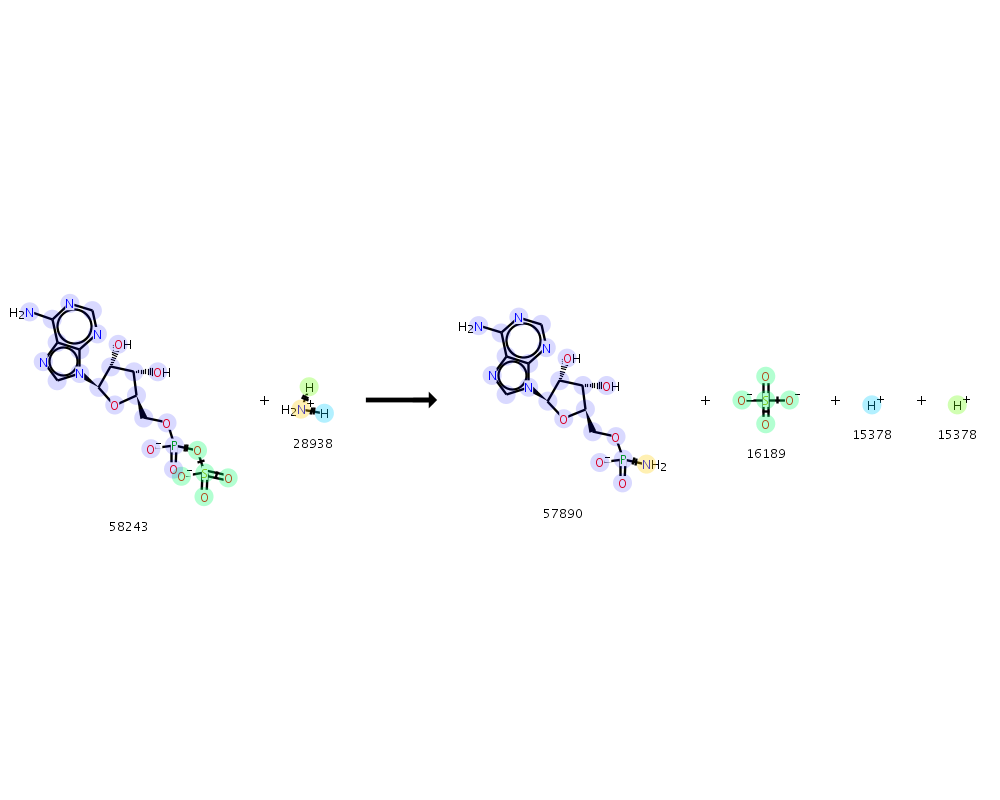 H₂N N N N N O OH OH O O⁻ P O O O⁻ S O O
58243
+
H H₂N⁺ H
28938
H₂N N N N N O OH OH O O⁻ P NH₂ O
57890
+
O O⁻ S O⁻ O
16189
+
H⁺
15378
+
H⁺
15378